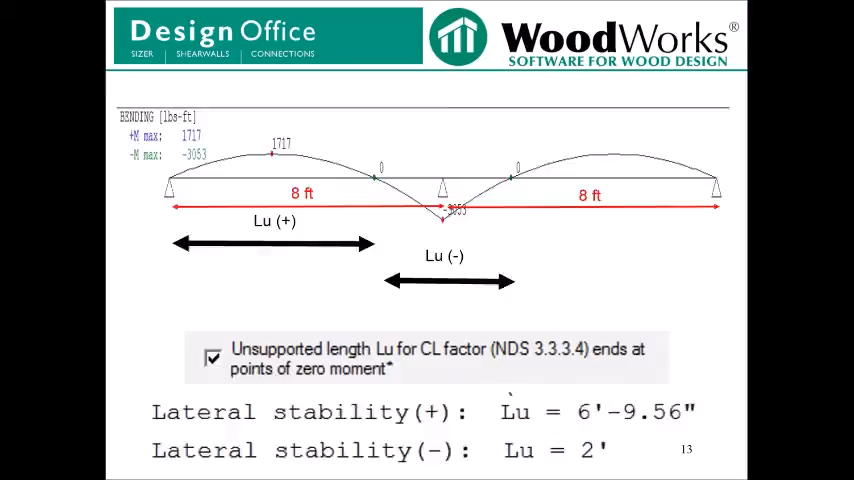 Design Office
SIZER | SHEARWALLS | CONNECTIONS
WoodWorks®
SOFTWARE FOR WOOD DESIGN
BENDING [lbs-ft]
+M max: 1717
-M max: -3053
1717
0
0
8 ft
8 ft
-3053
Lu (+)
Lu (-)
Unsupported length Lu for CL factor (NDS 3.3.3.4) ends at
points of zero moment*
Lateral stability(+): Lu = 6'-9.56"
Lateral stability(-): Lu = 2'
13